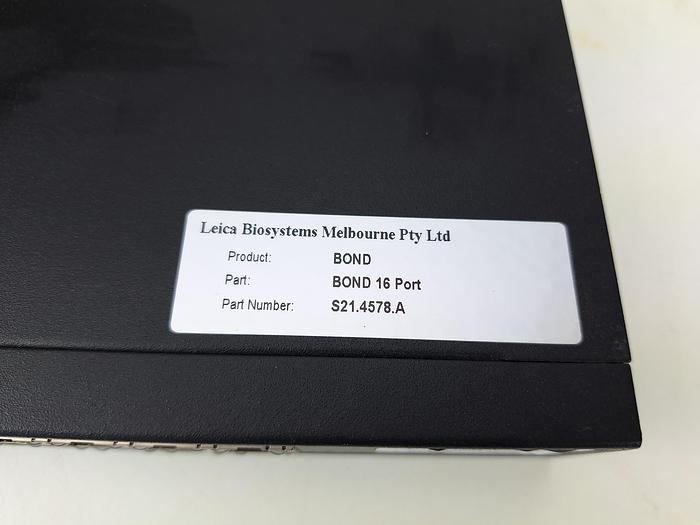 Leica Biosystems Melbourne Pty Ltd
Product: BOND
Part: BOND 16 Port
Part Number: S21.4578.A